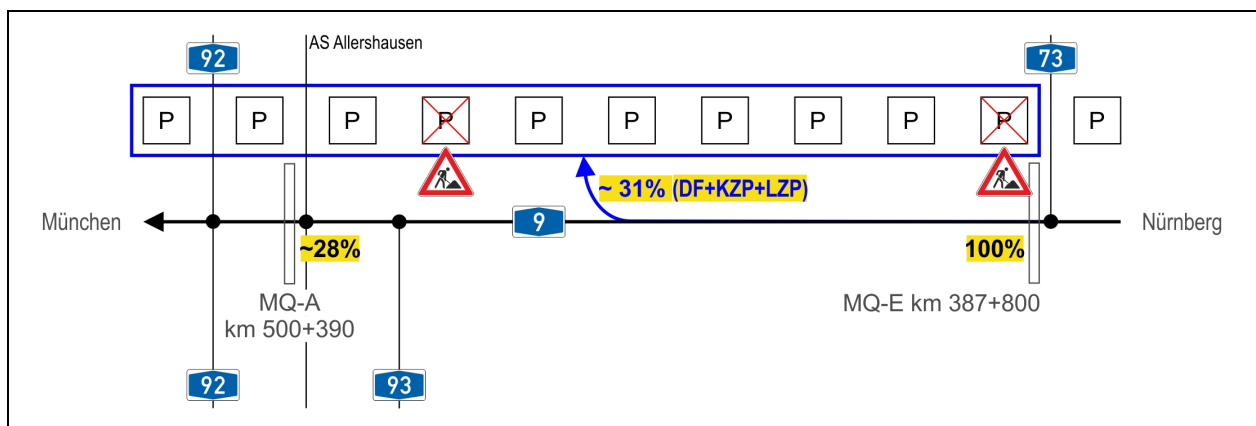 AS Allershausen
92
73
P P P P P P P P P P P
~ 31% (DF+KZP+LZP)
München
9
Nürnberg
~28%
100%
MQ-A
km 500+390
MQ-E km 387+800
92
93